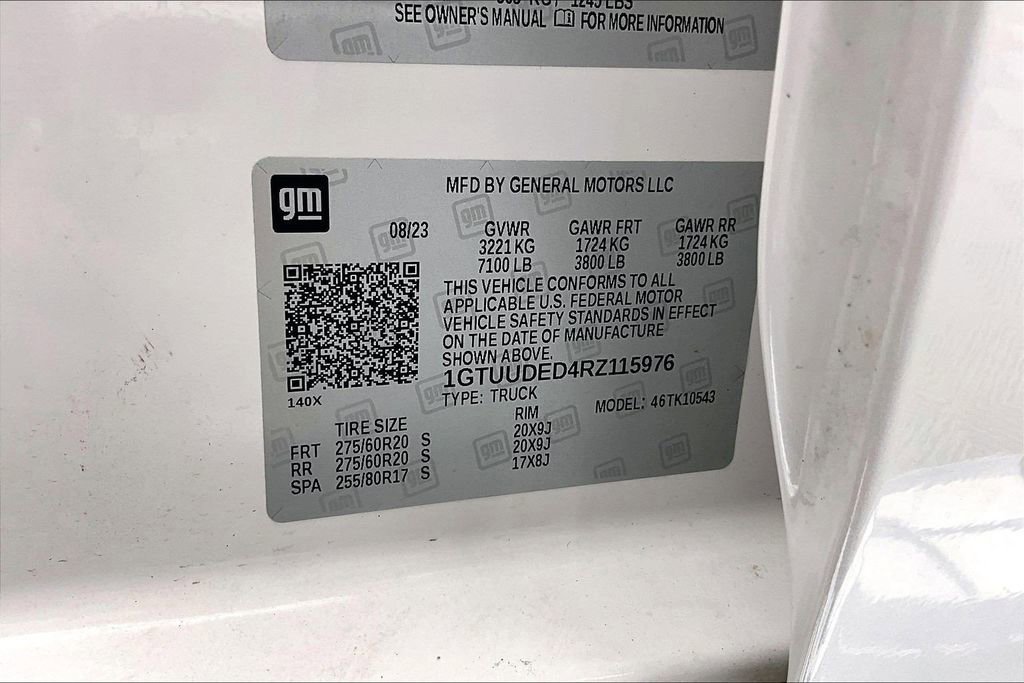 KG / 1245 LBS
SEE OWNER'S MANUAL FOR MORE INFORMATION
gm
MFD BY GENERAL MOTORS LLC
08/23 GVWR GAWR FRT GAWR RR
3221 KG 1724 KG 1724 KG
7100 LB 3800 LB 3800 LB
THIS VEHICLE CONFORMS TO ALL
APPLICABLE U.S. FEDERAL MOTOR
VEHICLE SAFETY STANDARDS IN EFFECT
ON THE DATE OF MANUFACTURE
SHOWN ABOVE.
1GTUUDED4RZ115976
140X
TYPE: TRUCK MODEL: 46TK10543
TIRE SIZE RIM
FRT 275/60R20 S 20X9J
RR 275/60R20 S 20X9J
SPA 255/80R17 S 17X8J